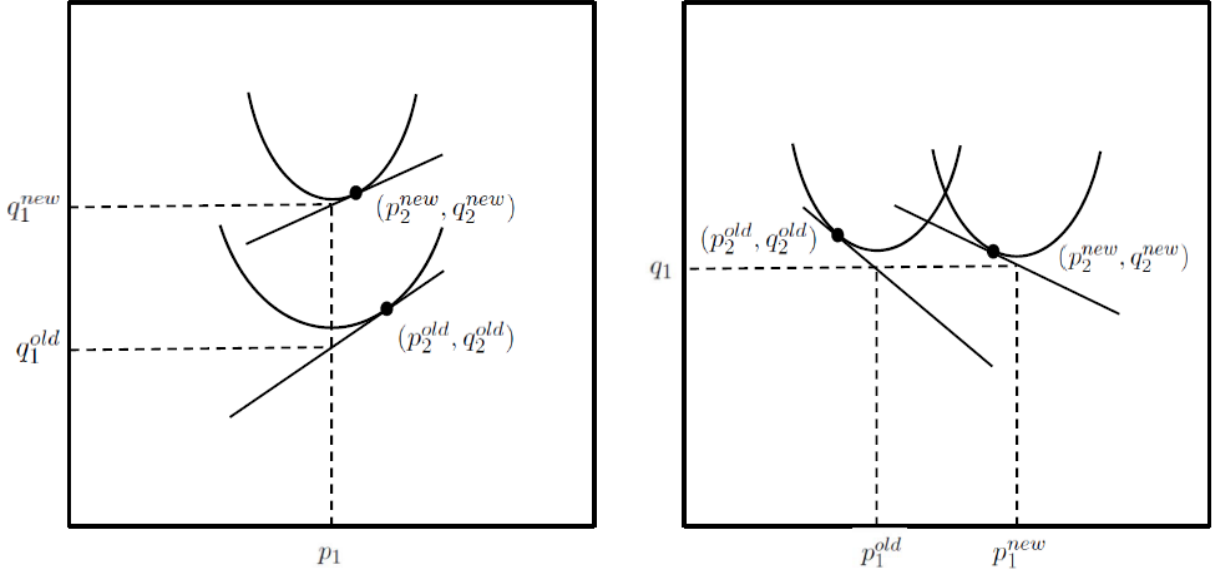 q_1^{new}
(p_2^{new}, q_2^{new})
q_1^{old}
(p_2^{old}, q_2^{old})
p_1
(p_2^{old}, q_2^{old})
(p_2^{new}, q_2^{new})
q_1
p_1^{old}
p_1^{new}